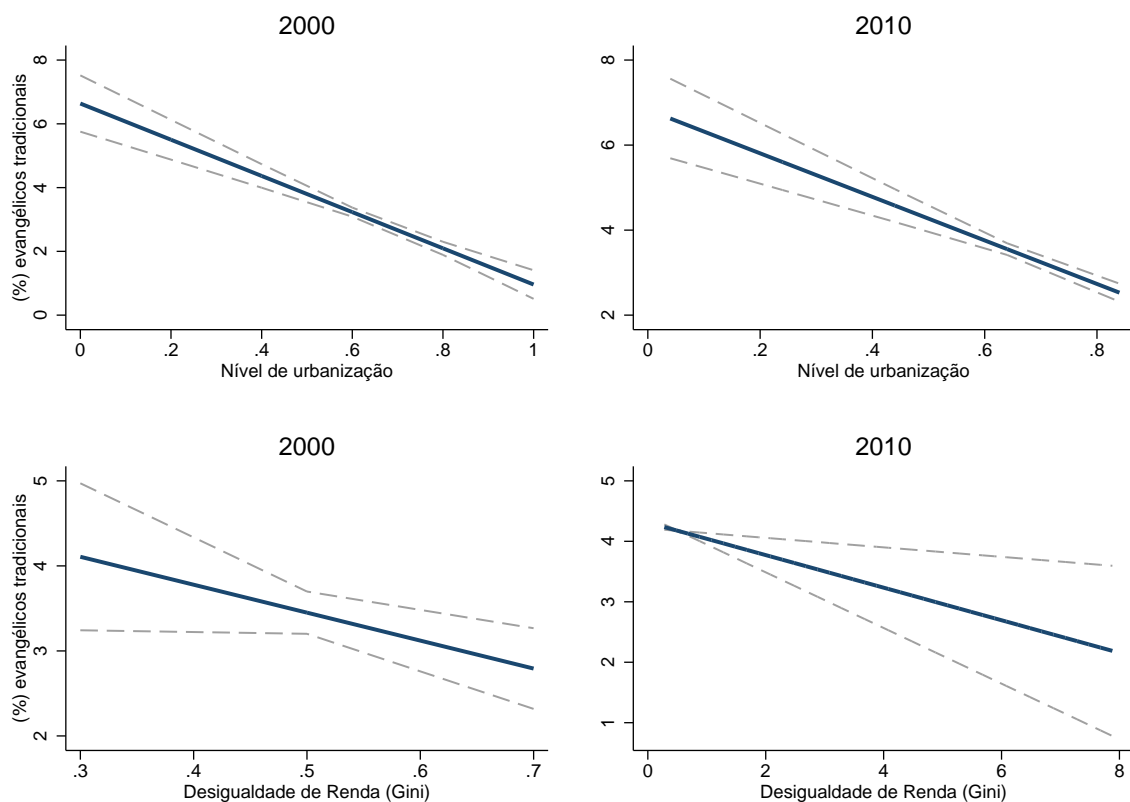 2000
8
6
4
2
0
(%) evangélicos tradicionais
0 .2 .4 .6 .8 1
Nível de urbanização
2010
8
6
4
2
0 .2 .4 .6 .8
Nível de urbanização
2000
5
4
3
2
(%) evangélicos tradicionais
.3 .4 .5 .6 .7
Desigualdade de Renda (Gini)
2010
5
4
3
2
1
0 2 4 6 8
Desigualdade de Renda (Gini)